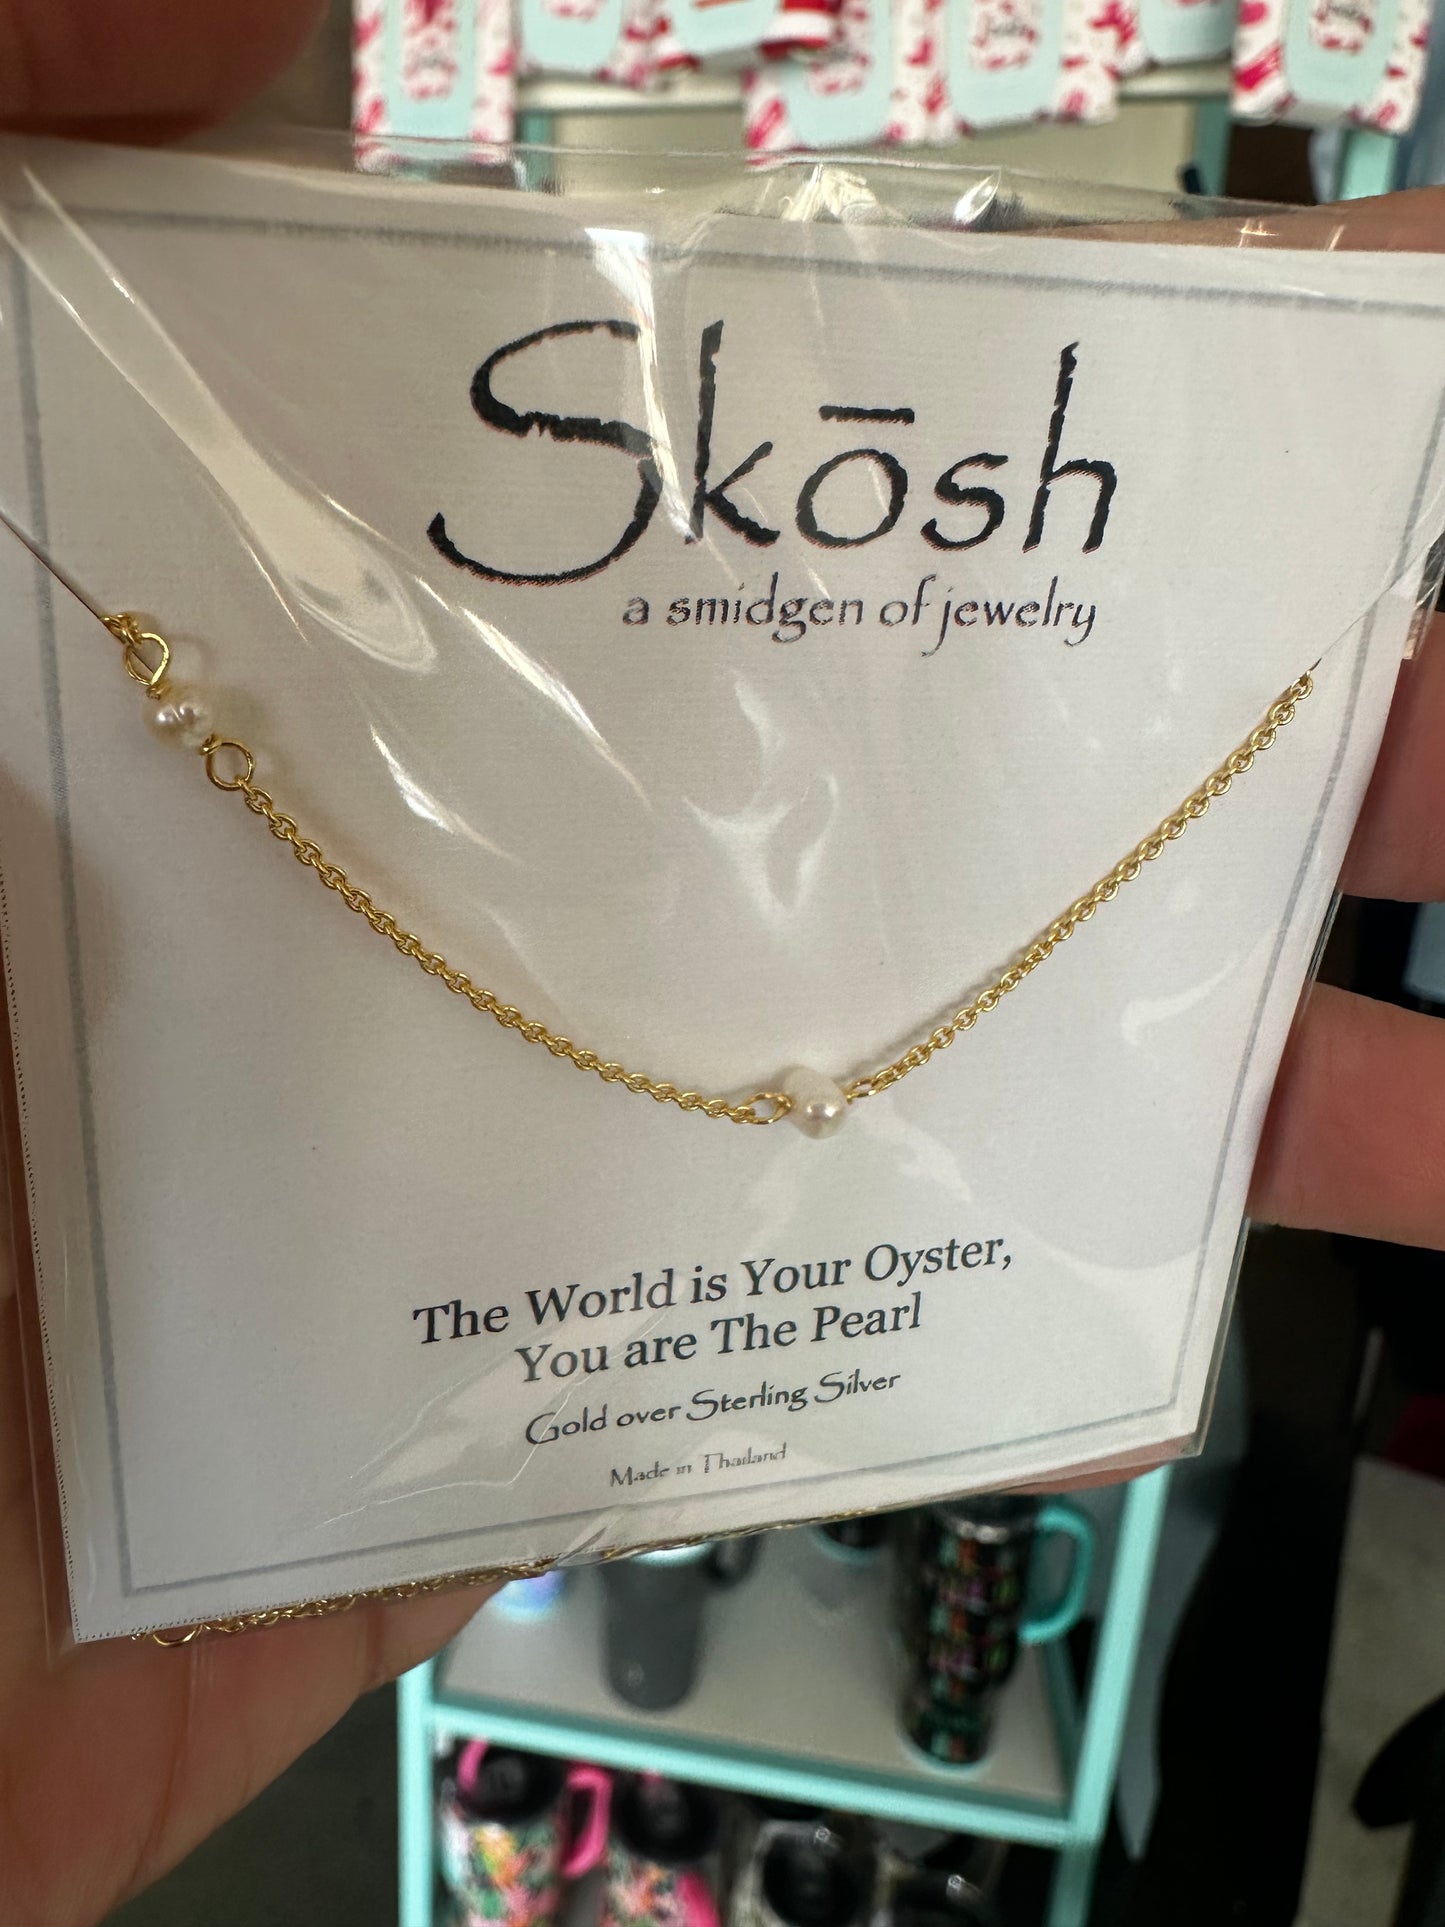 Skōsh
a smidgen of jewelry
The World is Your Oyster,
You are The Pearl
Gold over Sterling Silver
Made in Thailand